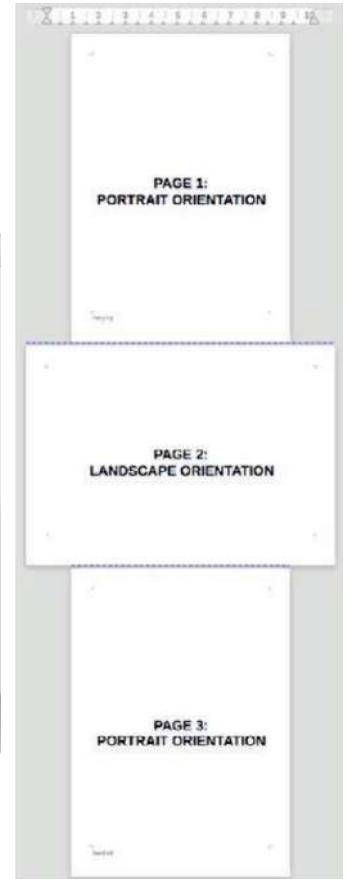 PAGE 1:
PORTRAIT ORIENTATION
PAGE 2:
LANDSCAPE ORIENTATION
PAGE 3:
PORTRAIT ORIENTATION